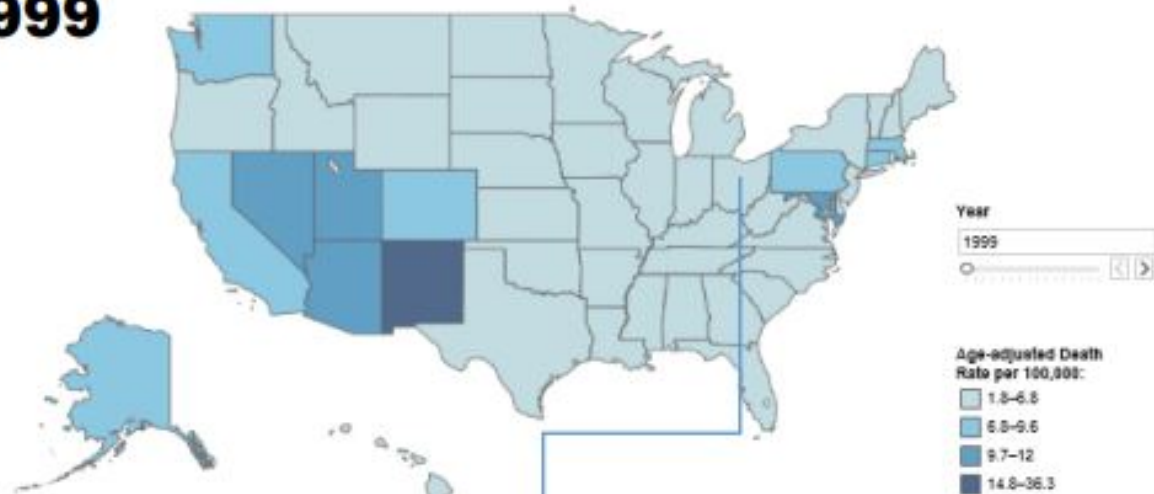 999
Year
1999
Age-adjusted Death
Rate per 100,000:
1.8–6.8
6.9–9.6
9.7–12
14.8–36.3